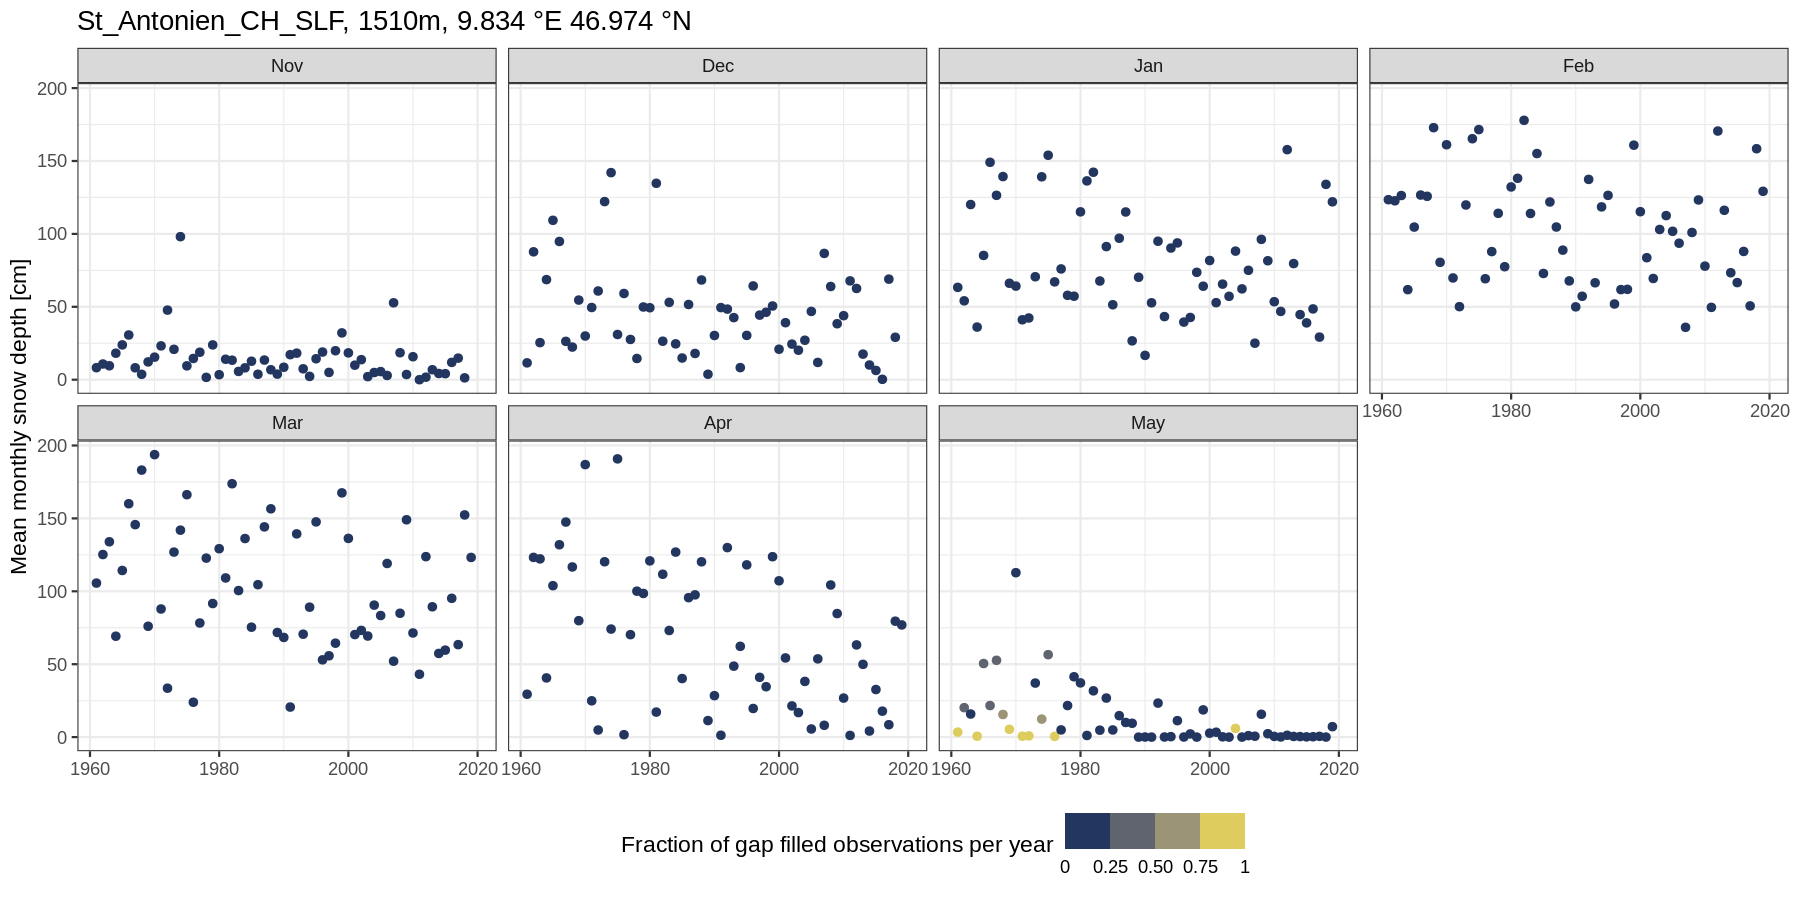 St_Antonien_CH_SLF, 1510m, 9.834 °E 46.974 °N
Nov Dec Jan Feb
200
150
100
50
0
1960 1980 2000 2020
Mean monthly snow depth [cm]
Mar Apr May
200
150
100
50
0
1960 1980 2000 2020 1960 1980 2000 2020 1960 1980 2000 2020
Fraction of gap filled observations per year
0 0.25 0.50 0.75 1